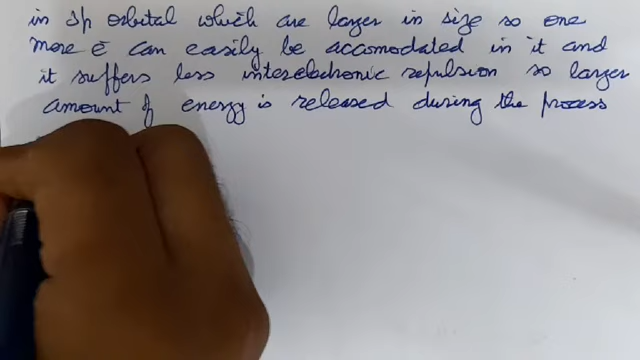 in 3p orbital which are larger in size so one
more ē can easily be accomodated in it and
it suffers less interelechonic repulsion so larger
amount of energy is released during the process